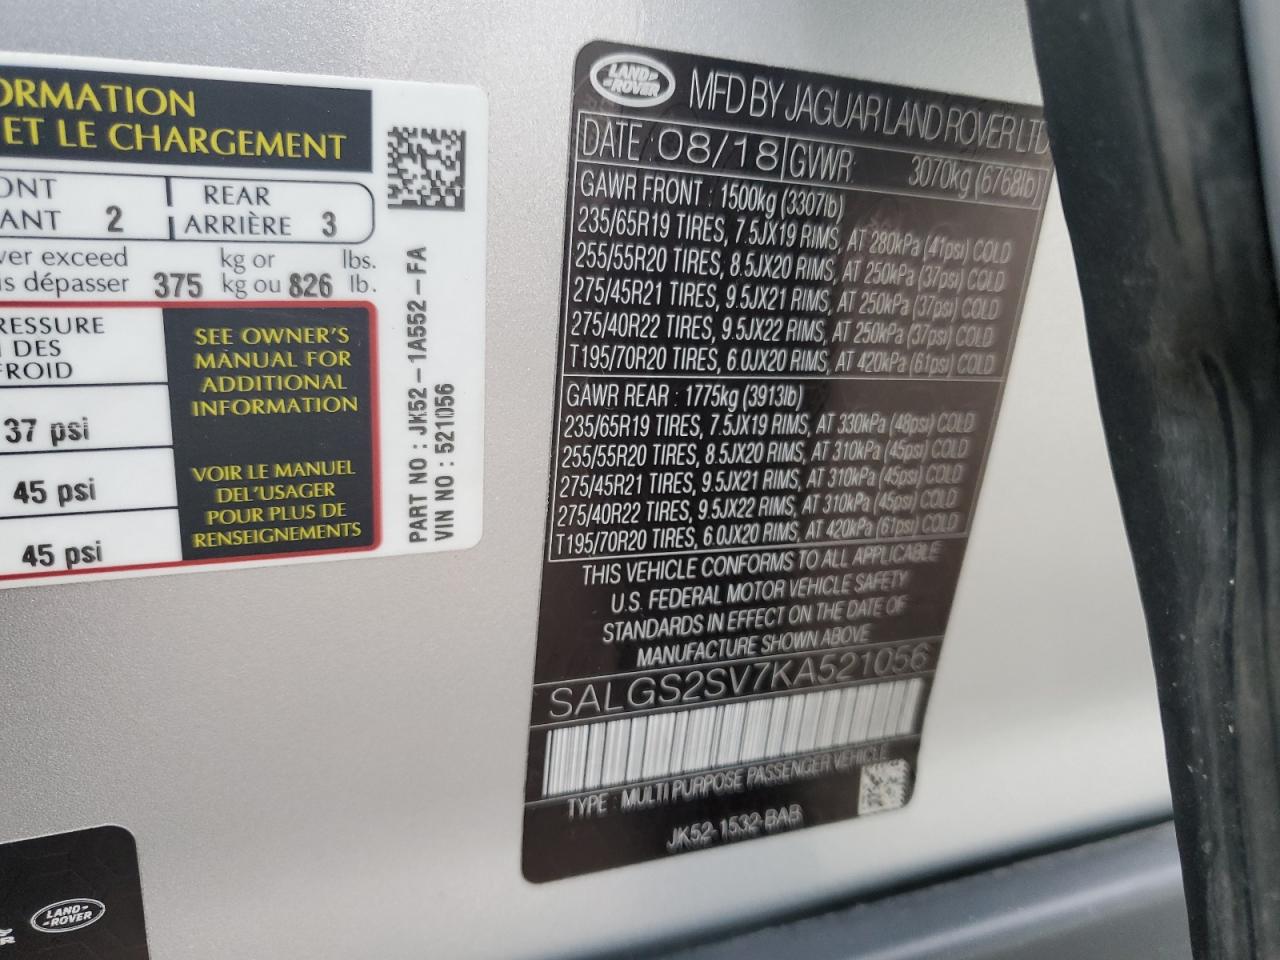 ORMATION
ET LE CHARGEMENT
ONT
ANT 2
REAR
ARRIÈRE 3
ver exceed kg or lbs.
is dépasser 375 kg ou 826 lb.
RESSURE
DES
FROID
37 psi
45 psi
45 psi
SEE OWNER'S
MANUAL FOR
ADDITIONAL
INFORMATION
VOIR LE MANUEL
DEL'USAGER
POUR PLUS DE
RENSEIGNEMENTS
PART NO : JK52-1A552-FA
VIN NO : 521056
LAND
ROVER
MFD BY JAGUAR LAND ROVER LTD
DATE : 08/18 GVWR: 3070kg (6768lb)
GAWR FRONT : 1500kg (3307lb)
235/65R19 TIRES, 7.5JX19 RIMS, AT 280kPa (41psi) COLD
255/55R20 TIRES, 8.5JX20 RIMS, AT 250kPa (37psi) COLD
275/45R21 TIRES, 9.5JX21 RIMS, AT 250kPa (37psi) COLD
275/40R22 TIRES, 9.5JX22 RIMS, AT 250kPa (37psi) COLD
T195/70R20 TIRES, 6.0JX20 RIMS, AT 420kPa (61psi) COLD
GAWR REAR : 1775kg (3913lb)
235/65R19 TIRES, 7.5JX19 RIMS, AT 330kPa (48psi) COLD
255/55R20 TIRES, 8.5JX20 RIMS, AT 310kPa (45psi) COLD
275/45R21 TIRES, 9.5JX21 RIMS, AT 310kPa (45psi) COLD
275/40R22 TIRES, 9.5JX22 RIMS, AT 310kPa (45psi) COLD
T195/70R20 TIRES, 6.0JX20 RIMS, AT 420kPa (61psi) COLD
THIS VEHICLE CONFORMS TO ALL APPLICABLE
U.S. FEDERAL MOTOR VEHICLE SAFETY
STANDARDS IN EFFECT ON THE DATE OF
MANUFACTURE SHOWN ABOVE
SALGS2SV7KA521056
TYPE : MULTI PURPOSE PASSENGER VEHICLE
JK52-1532-BAB
LAND
ROVER